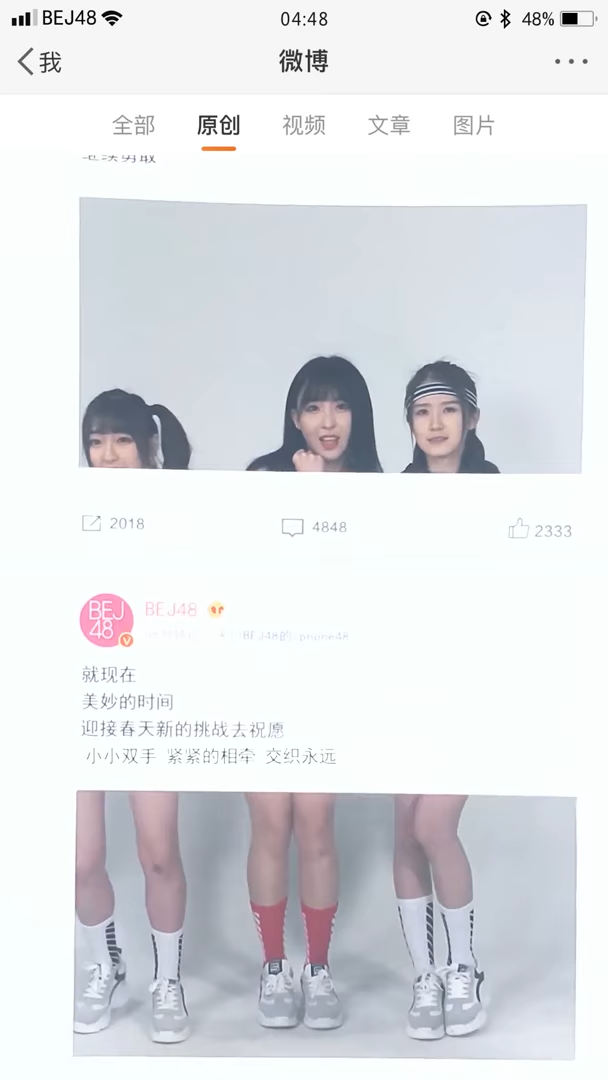 BEJ48 04:48 48%
我 微博
全部 原创 视频 文章 图片
2018 4848 2333
BEJ
48
BEJ48
就现在
美妙的时间
迎接春天新的挑战去祝愿
小小双手 紧紧的相牵 交织永远